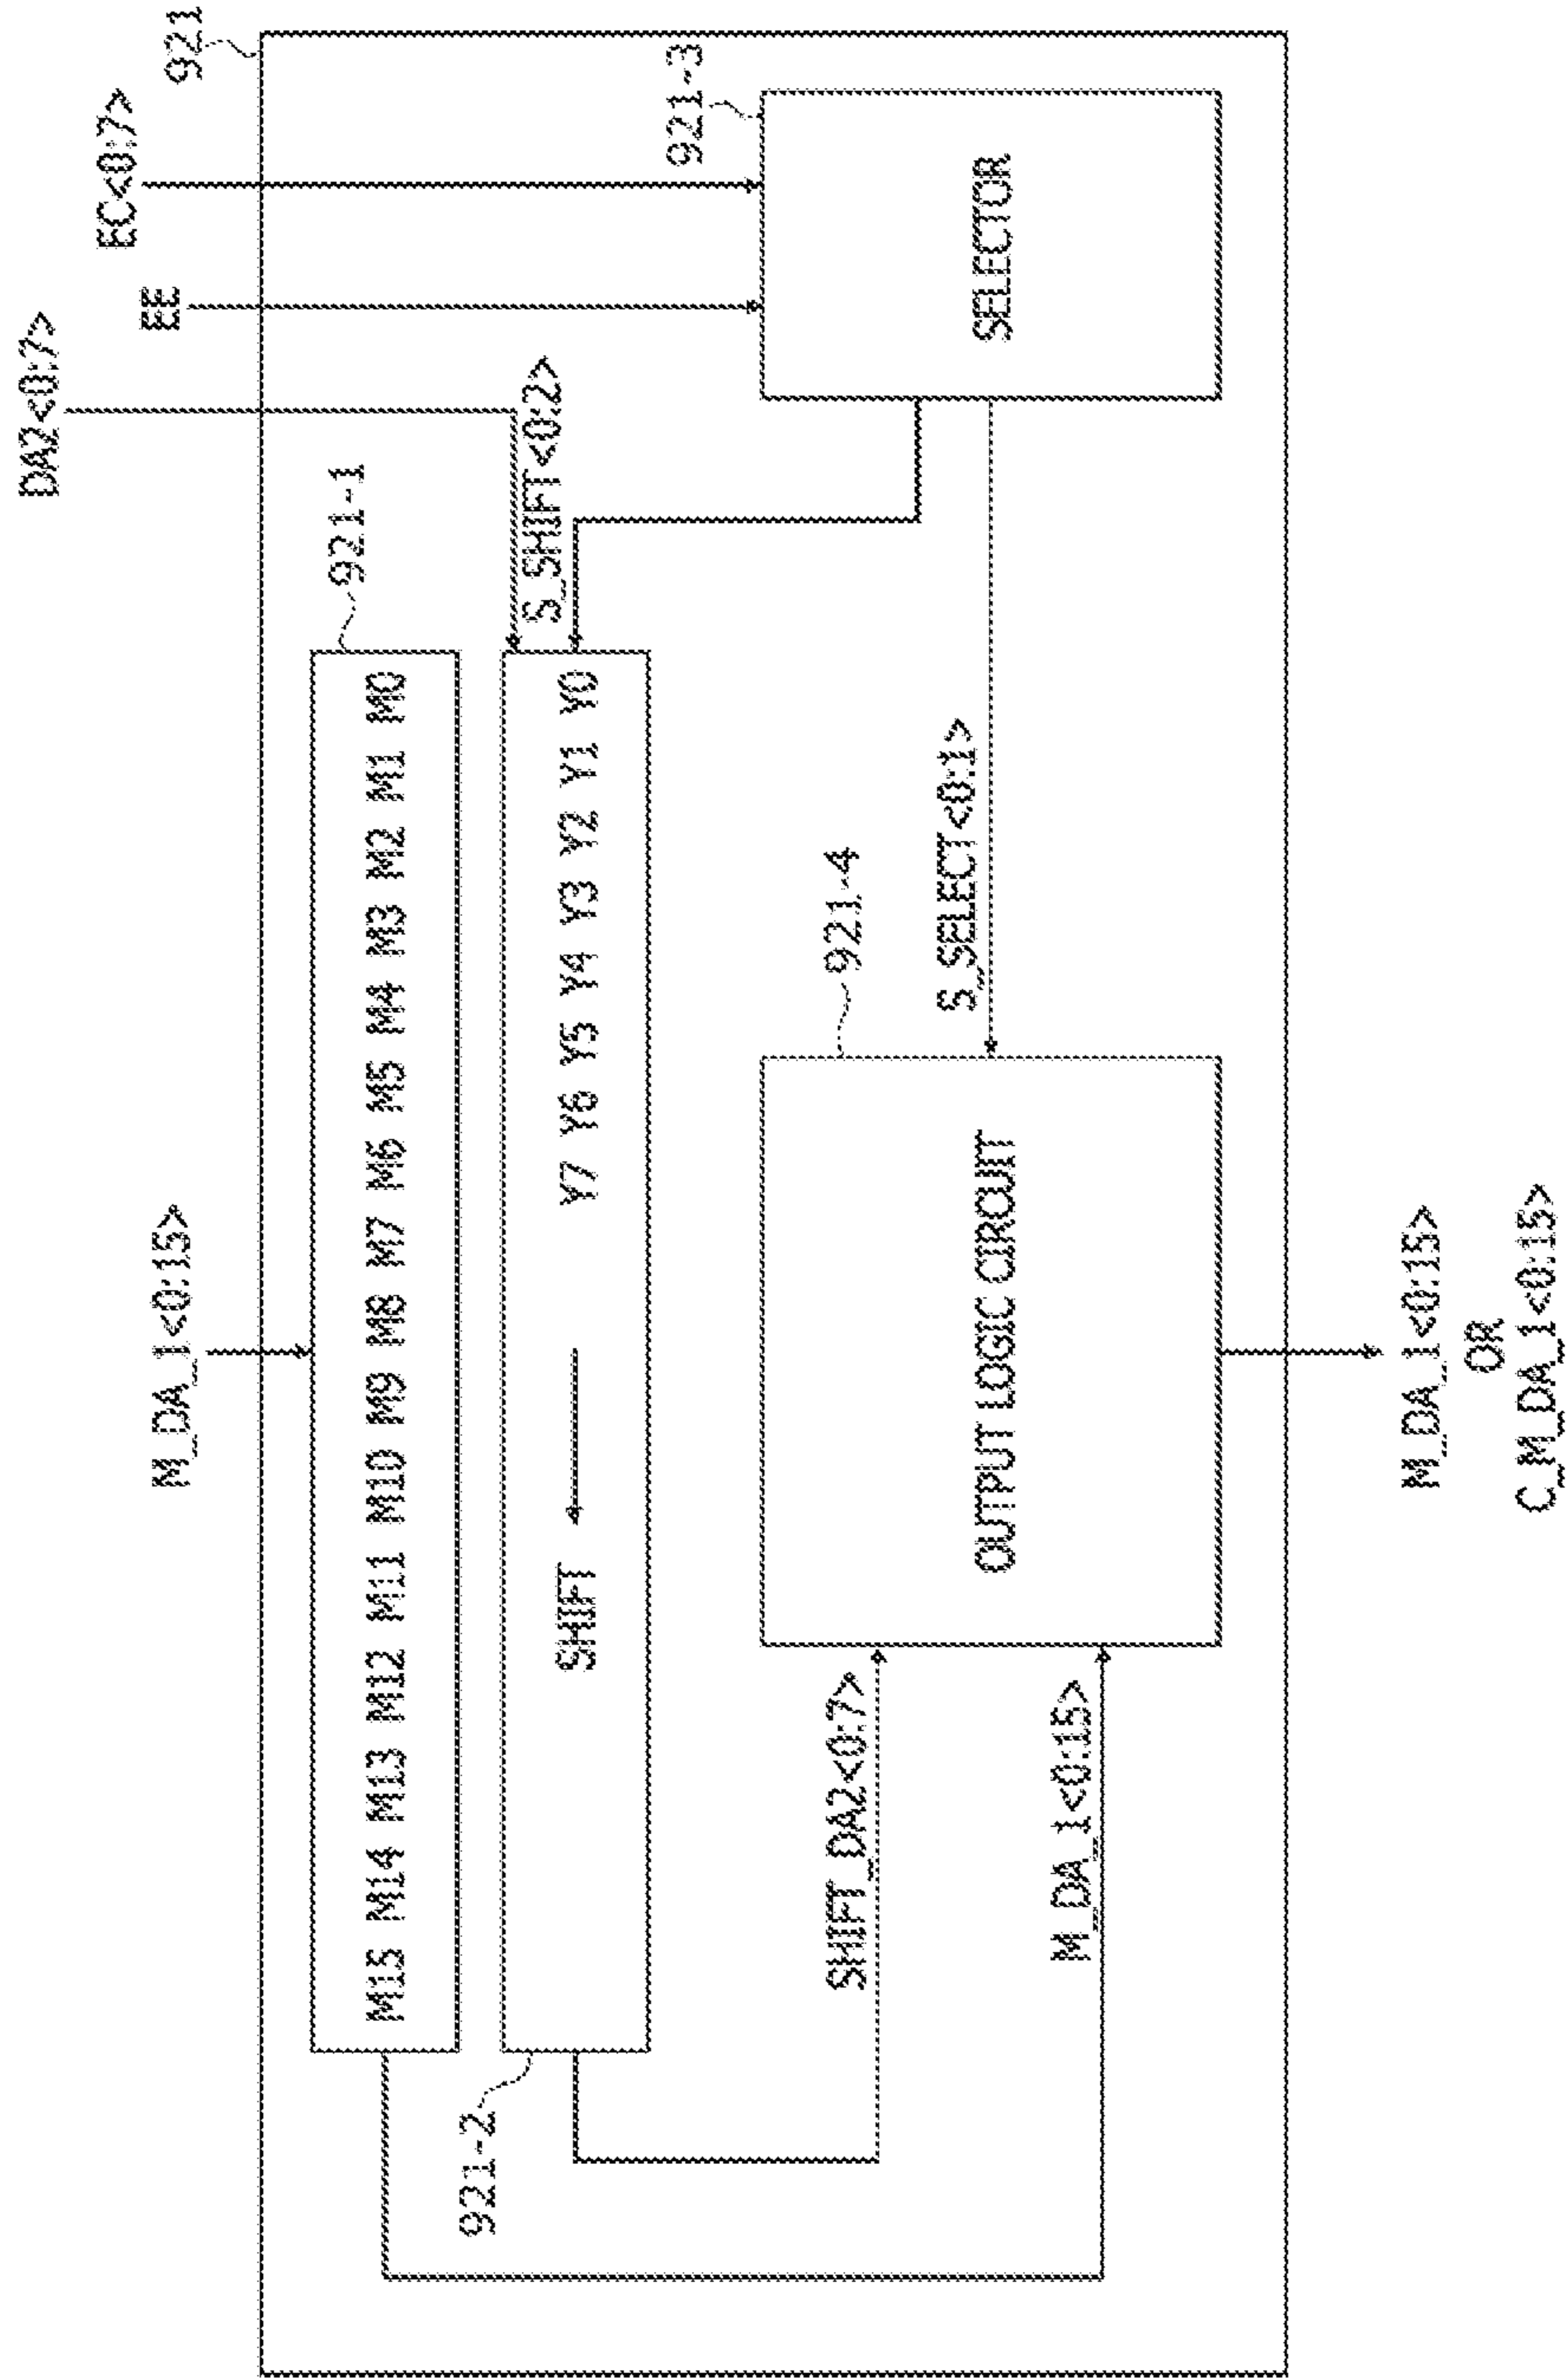 DA2<0:7>
M_DA_1<0:15>
EE
EC<0:7>
921
921-1
M15 M14 M13 M12 M11 M10 M9 M8 M7 M6 M5 M4 M3 M2 M1 M0
921-2
SHIFT
Y7 Y6 Y5 Y4 Y3 Y2 Y1 Y0
S_SHIFT<0:2>
921-3
SELECTOR
921-4
SHIFT_DA2<0:7>
OUTPUT LOGIC CIRCUIT
S_SELECT<0:1>
M_DA_1<0:15>
M_DA_1<0:15>
OR
C_M_DA_1<0:15>